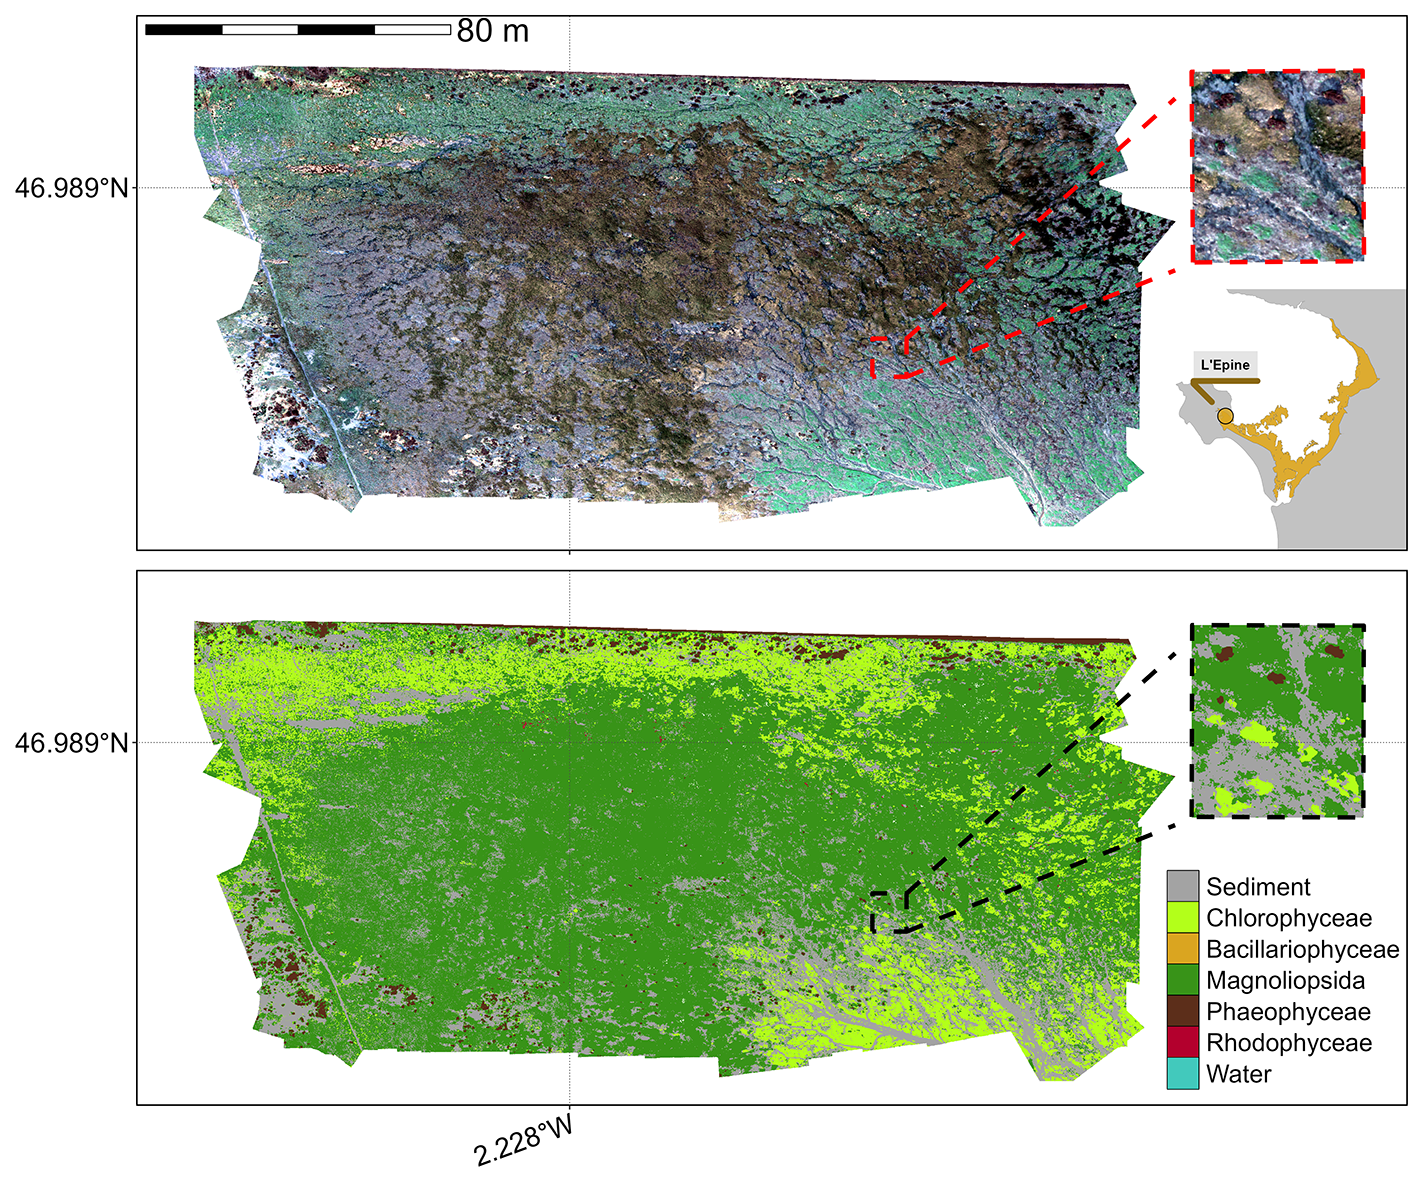 80 m
46.989°N
L'Epine
46.989°N
Sediment
Chlorophyceae
Bacillariophyceae
Magnoliopsida
Phaeophyceae
Rhodophyceae
Water
2.228°W